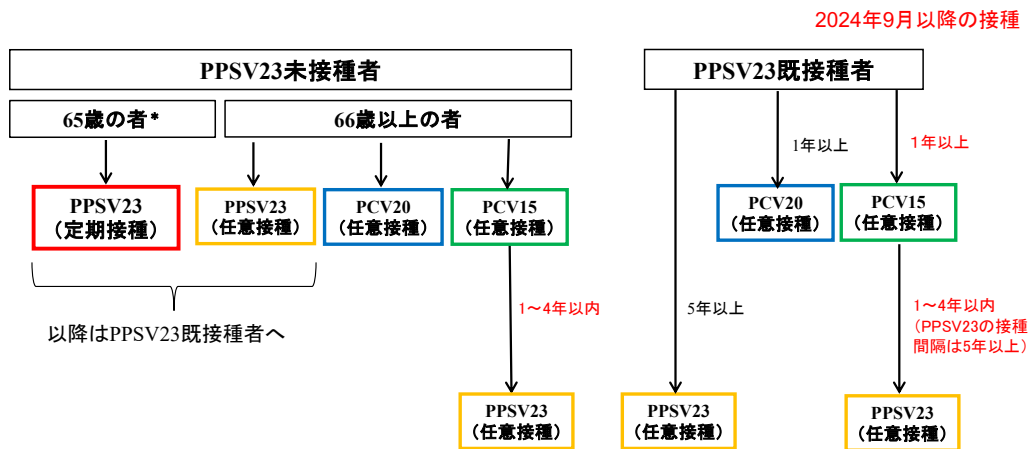 2024年9月以降の接種
PPSV23未接種者
PPSV23既接種者
65歳の者*
66歳以上の者
1年以上
1年以上
PPSV23
（定期接種）
PPSV23
（任意接種）
PCV20
（任意接種）
PCV15
（任意接種）
PCV20
（任意接種）
PCV15
（任意接種）
以降はPPSV23既接種者へ
1～4年以内
5年以上
1～4年以内
（PPSV23の接種
間隔は5年以上）
PPSV23
（任意接種）
PPSV23
（任意接種）
PPSV23
（任意接種）